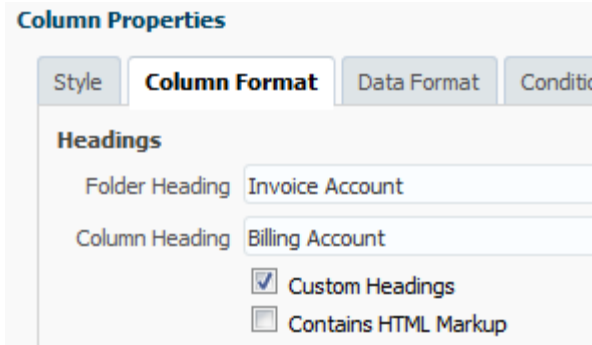 Column Properties
Style Column Format Data Format Conditio
Headings
Folder Heading Invoice Account
Column Heading Billing Account
Custom Headings
Contains HTML Markup